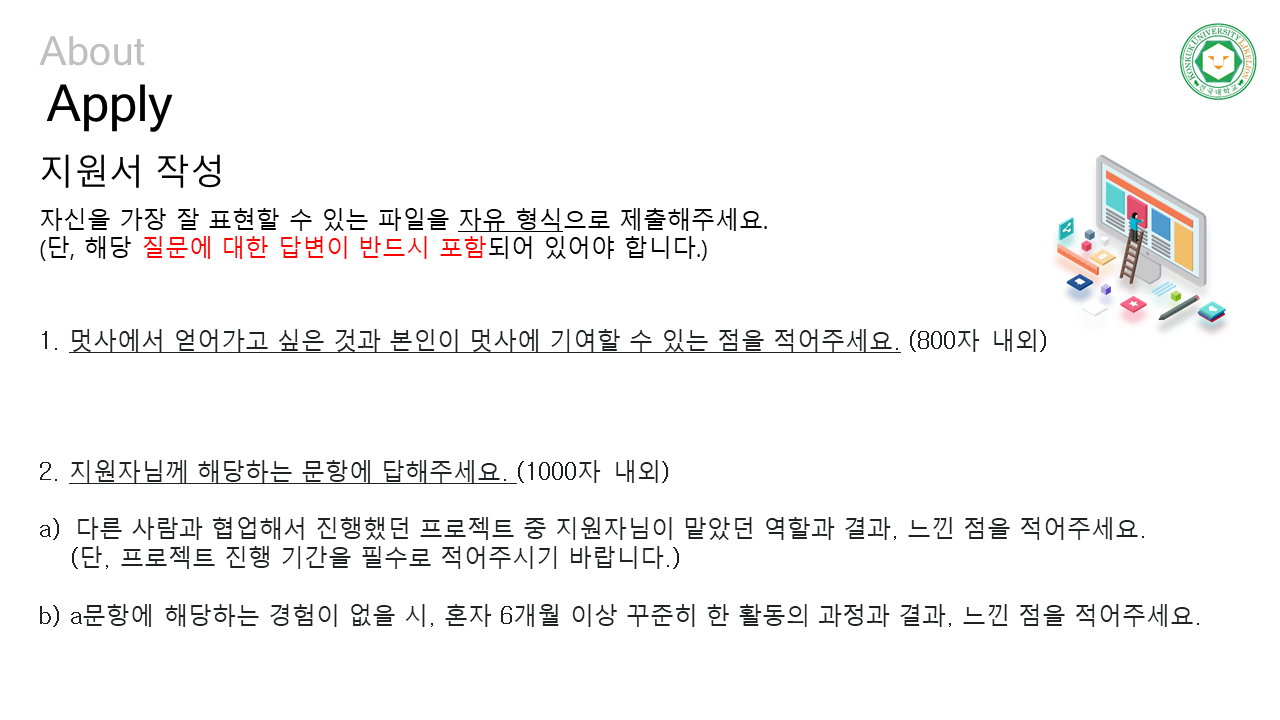 About
Apply
KONKUK UNIVERSITY LIKELION
건국대학교
지원서 작성
자신을 가장 잘 표현할 수 있는 파일을 자유 형식으로 제출해주세요.
(단, 해당 질문에 대한 답변이 반드시 포함되어 있어야 합니다.)
1. 멋사에서 얻어가고 싶은 것과 본인이 멋사에 기여할 수 있는 점을 적어주세요. (800자 내외)
2. 지원자님께 해당하는 문항에 답해주세요. (1000자 내외)
a) 다른 사람과 협업해서 진행했던 프로젝트 중 지원자님이 맡았던 역할과 결과, 느낀 점을 적어주세요.
(단, 프로젝트 진행 기간을 필수로 적어주시기 바랍니다.)
b) a문항에 해당하는 경험이 없을 시, 혼자 6개월 이상 꾸준히 한 활동의 과정과 결과, 느낀 점을 적어주세요.